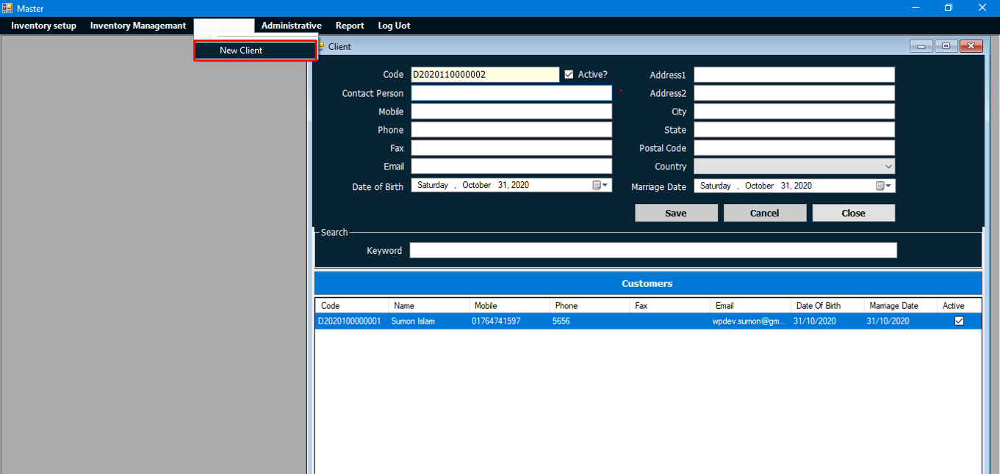 Master
Inventory setup Inventory Managemant Administrative Report Log Uot
New Client
Client
Code D2020110000002 Active? Address1
Contact Person * Address2
Mobile City
Phone State
Fax Postal Code
Email Country
Date of Birth Saturday , October 31, 2020 Marriage Date Saturday , October 31, 2020
Save Cancel Close
Search
Keyword
Customers
Code Name Mobile Phone Fax Email Date Of Birth Marriage Date Active
D2020100000001 Sumon Islam 01764741597 5656 wpdev.sumon@gm... 31/10/2020 31/10/2020